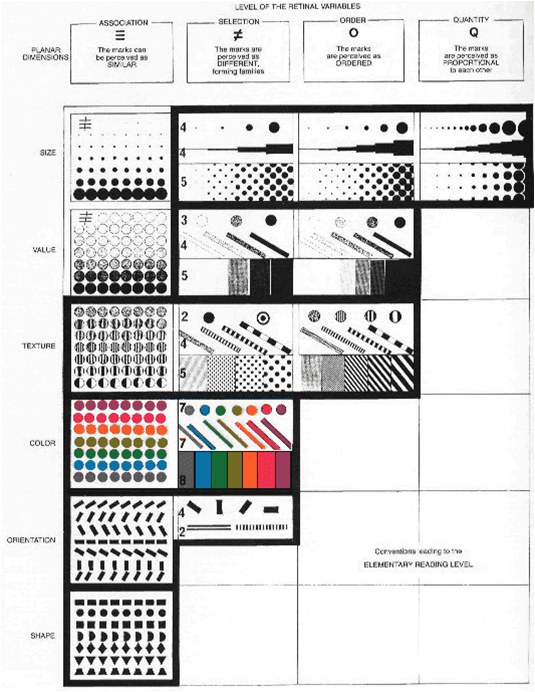 LEVEL OF THE RETINAL VARIABLES
ASSOCIATION
≡
The marks can
be perceived as
SIMILAR
SELECTION
≠
The marks are
perceived as
DIFFERENT,
forming families
ORDER
O
The marks
are perceived as
ORDERED
QUANTITY
Q
The marks
are perceived as
PROPORTIONAL
to each other
PLANAR
DIMENSIONS
SIZE
4
4
5
VALUE
3
4
5
TEXTURE
2
4
5
COLOR
7
7
8
ORIENTATION
4
2
Conventions leading to the
ELEMENTARY READING LEVEL
SHAPE